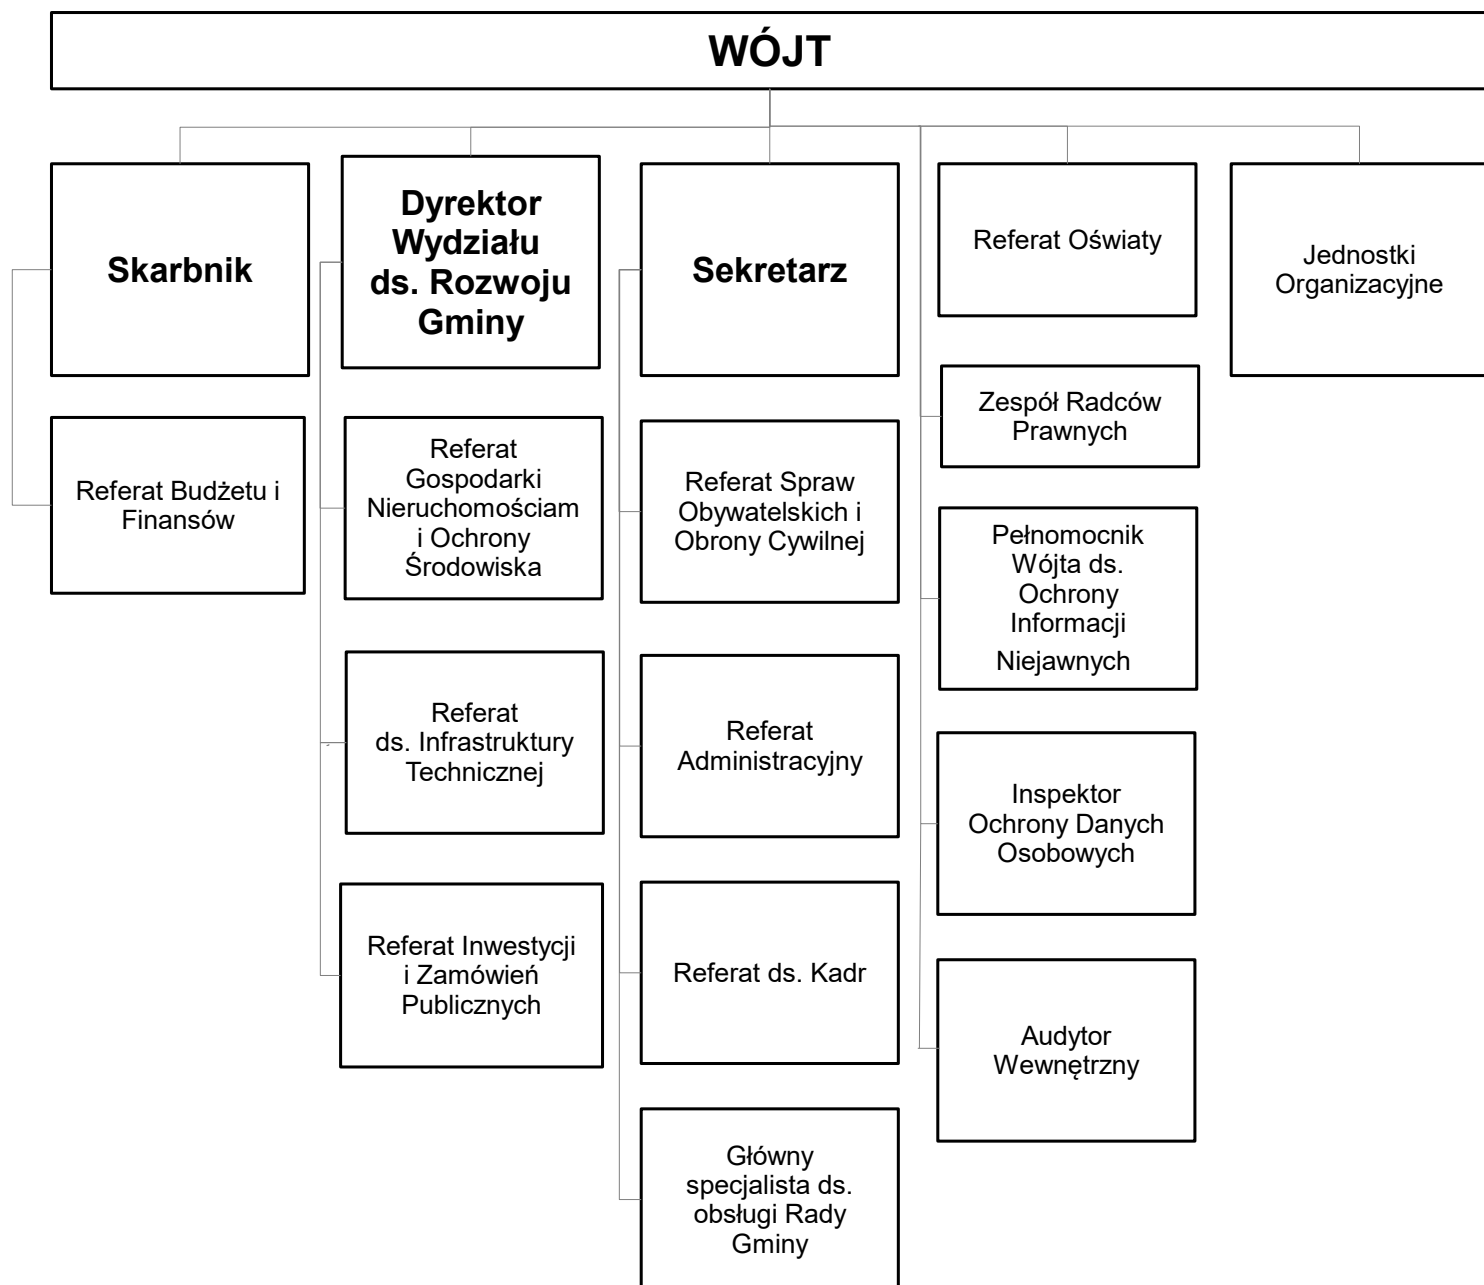 WÓJT
Skarbnik
Dyrektor
Wydziału
ds. Rozwoju
Gminy
Sekretarz
Referat Oświaty
Jednostki
Organizacyjne
Zespół Radców
Prawnych
Referat Budżetu i
Finansów
Referat
Gospodarki
Nieruchomościam
i Ochrony
Środowiska
Referat Spraw
Obywatelskich i
Obrony Cywilnej
Pełnomocnik
Wójta ds.
Ochrony
Informacji
Niejawnych
Referat
ds. Infrastruktury
Technicznej
Referat
Administracyjny
Inspektor
Ochrony Danych
Osobowych
Referat Inwestycji
i Zamówień
Publicznych
Referat ds. Kadr
Audytor
Wewnętrzny
Główny
specjalista ds.
obsługi Rady
Gminy